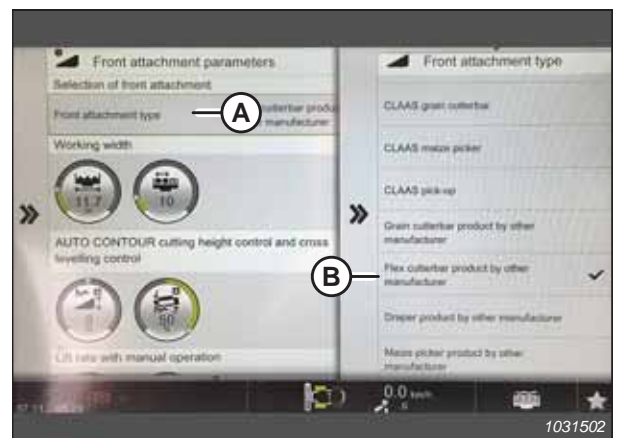 Front attachment parameters
Selection of front attachment
Front attachment type
A
cutterbar produ
manufacturer
Working width
11.7
10
AUTO CONTOUR cutting height control and cross
levelling control
50
Lift rate with manual operation
Front attachment type
CLAAS grain cutterbar
CLAAS maize picker
CLAAS pick-up
Grain cutterbar product by other
manufacturer
B
Flex cutterbar product by other
manufacturer
Draper product by other manufacturer
Maize picker product by other
manufacturer
0.0 km/h
1031502